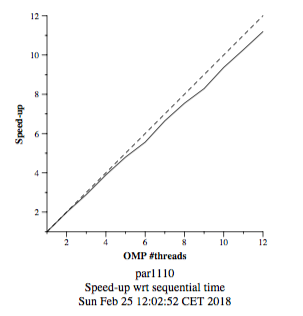 12
10
8
6
4
2
Speed-up
2 4 6 8 10 12
OMP #threads
par1110
Speed-up wrt sequential time
Sun Feb 25 12:02:52 CET 2018